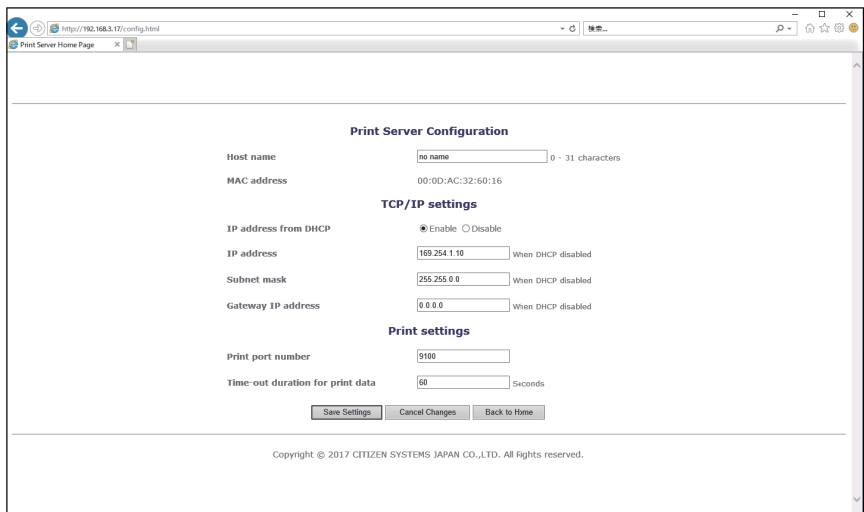 http://192.168.3.17/config.html
検索...
Print Server Home Page
Print Server Configuration
Host name no name 0 - 31 characters
MAC address 00:0D:AC:32:60:16
TCP/IP settings
IP address from DHCP Enable Disable
IP address 169.254.1.10 When DHCP disabled
Subnet mask 255.255.0.0 When DHCP disabled
Gateway IP address 0.0.0.0 When DHCP disabled
Print settings
Print port number 9100
Time-out duration for print data 60 Seconds
Save Settings Cancel Changes Back to Home
Copyright © 2017 CITIZEN SYSTEMS JAPAN CO.,LTD. All Rights reserved.